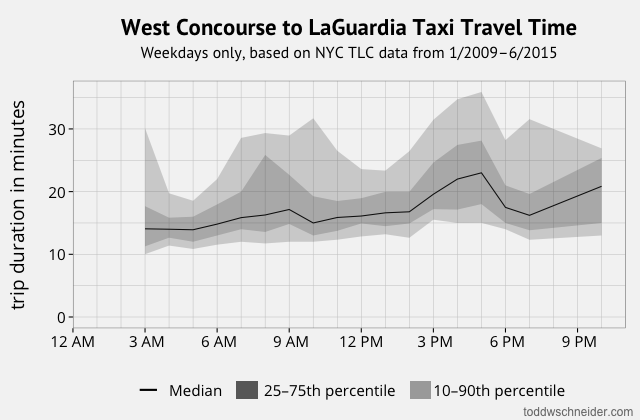 West Concourse to LaGuardia Taxi Travel Time
Weekdays only, based on NYC TLC data from 1/2009–6/2015
trip duration in minutes
30
20
10
0
12 AM 3 AM 6 AM 9 AM 12 PM 3 PM 6 PM 9 PM
Median 25–75th percentile 10–90th percentile
toddwschneider.com